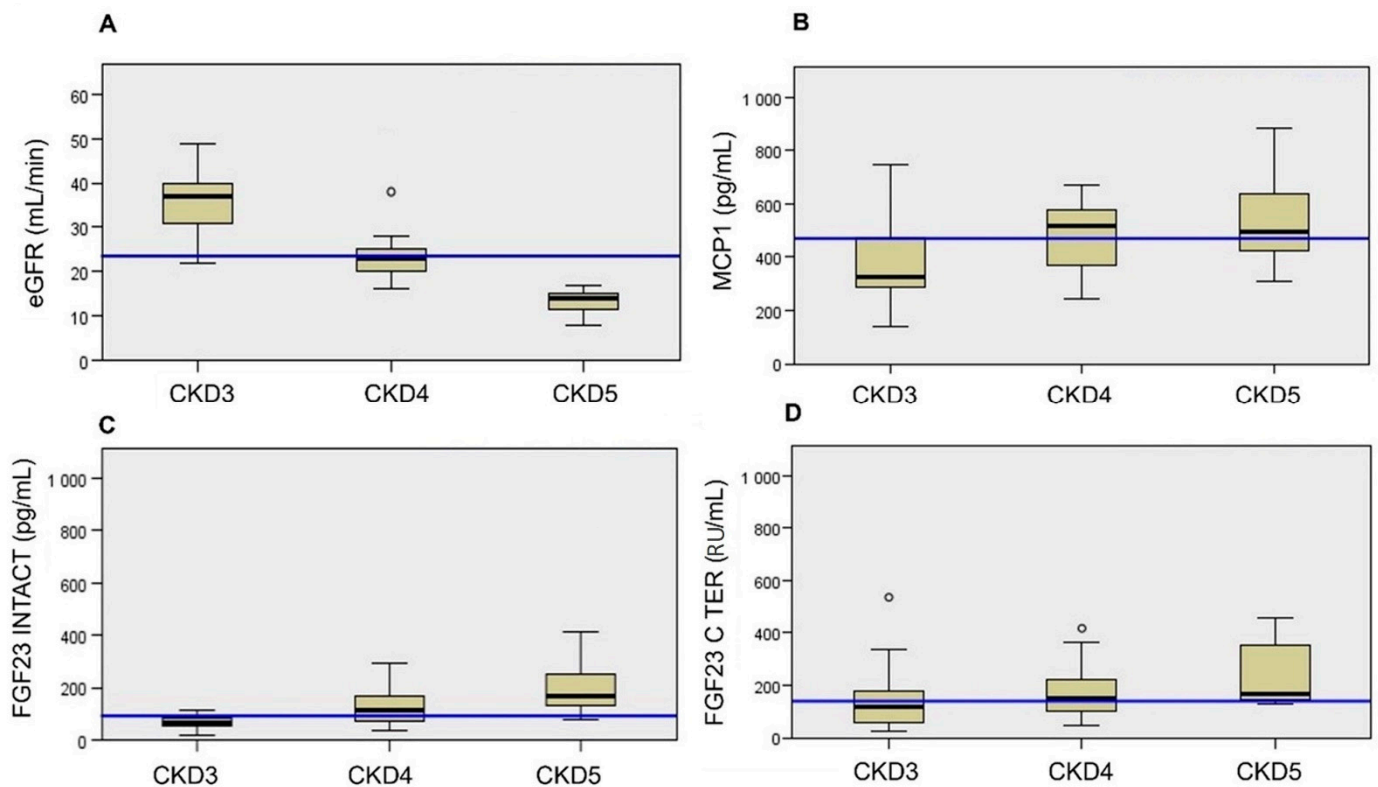 A
eGFR (mL/min)
60
50
40
30
20
10
0
CKD3 CKD4 CKD5
B
MCP1 (pg/mL)
1 000
800
600
400
200
0
CKD3 CKD4 CKD5
C
FGF23 INTACT (pg/mL)
1 000
800
600
400
200
0
CKD3 CKD4 CKD5
D
FGF23 C TER (RU/mL)
1 000
800
600
400
200
0
CKD3 CKD4 CKD5